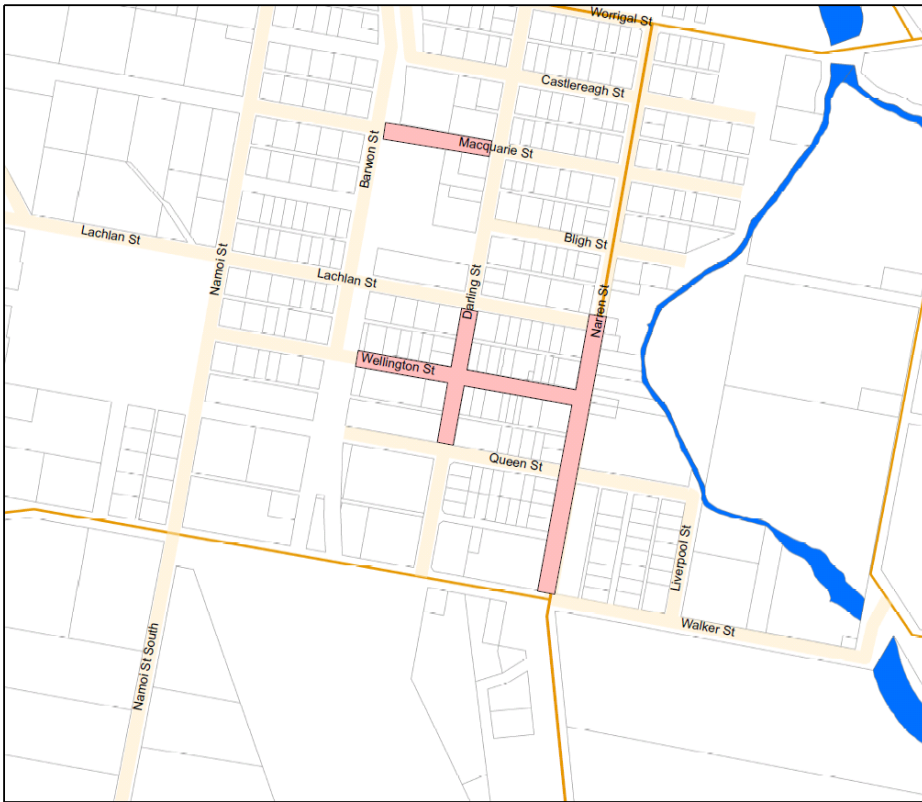 Worrigal St
Castlereagh St
Macquarie St
Barwon St
Lachlan St
Namoi St
Bligh St
Lachlan St
Darling St
Narren St
Wellington St
Queen St
Liverpool St
Walker St
Namoi St South